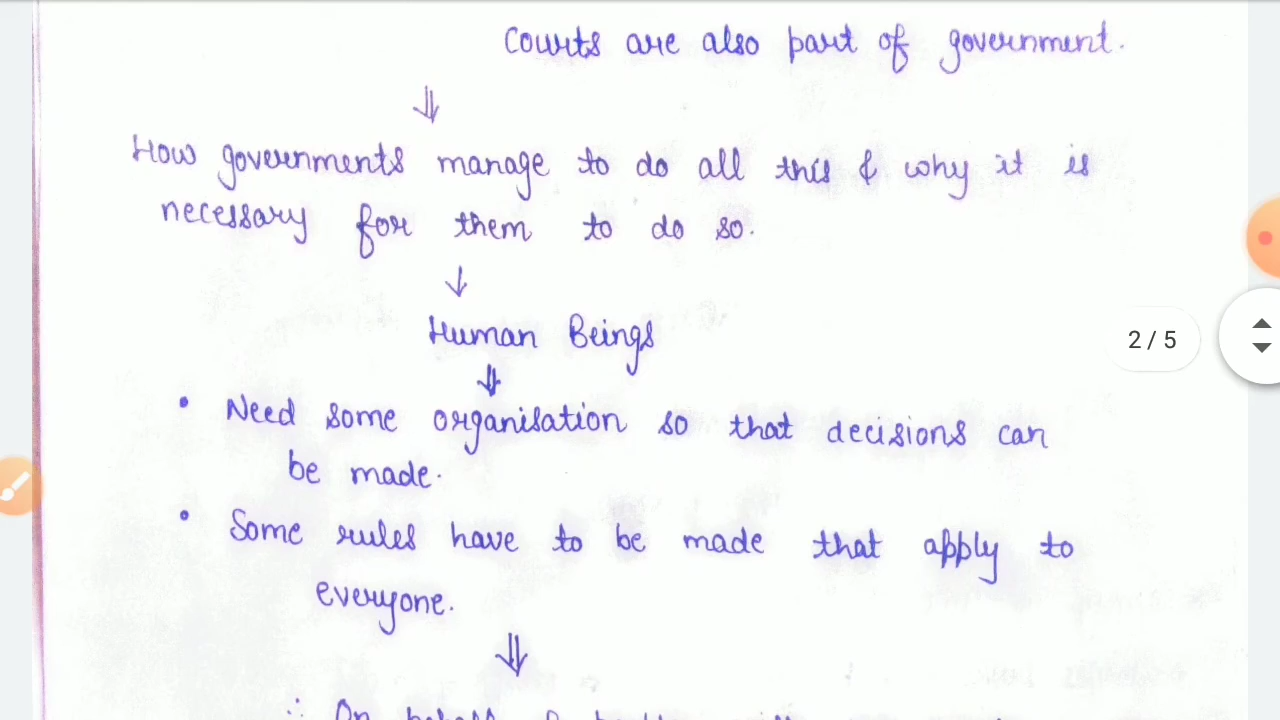 Courts are also part of government.
⇓
How governments manage to do all this & why it is
necessary for them to do so.
↓
Human Beings
⇓
• Need some organisation so that decisions can
be made.
• Some rules have to be made that apply to
everyone.
⇓
∴ On behalf
2/5